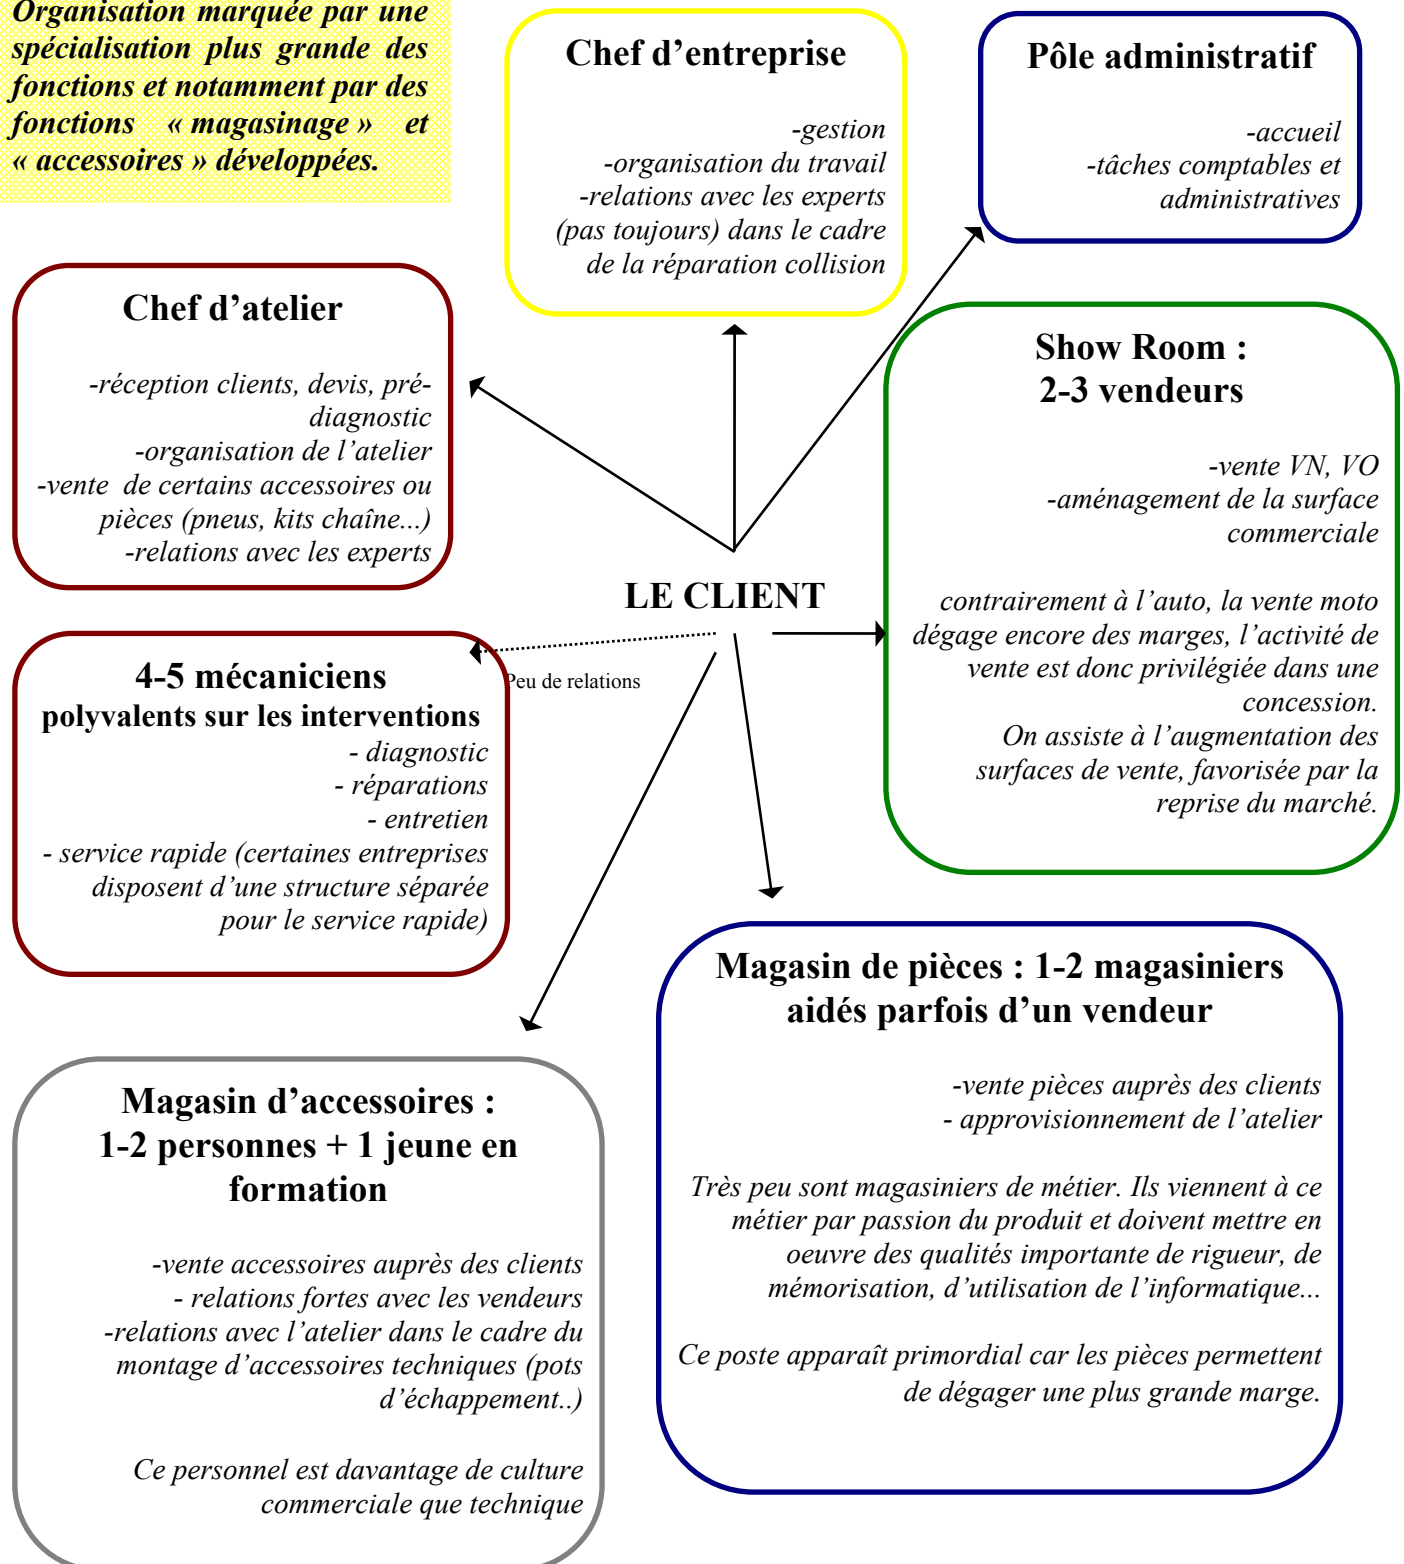 Organisation marquée par une
spécialisation plus grande des
fonctions et notamment par des
fonctions « magasinage » et
« accessoires » développées.
Chef d’entreprise
-gestion
-organisation du travail
-relations avec les experts
(pas toujours) dans le cadre
de la réparation collision
Pôle administratif
-accueil
-tâches comptables et
administratives
Chef d’atelier
-réception clients, devis, pré-
diagnostic
-organisation de l’atelier
-vente de certains accessoires ou
pièces (pneus, kits chaîne...)
-relations avec les experts
Show Room :
2-3 vendeurs
-vente VN, VO
-aménagement de la surface
commerciale
contrairement à l’auto, la vente moto
dégage encore des marges, l’activité de
vente est donc privilégiée dans une
concession.
On assiste à l’augmentation des
surfaces de vente, favorisée par la
reprise du marché.
LE CLIENT
Peu de relations
4-5 mécaniciens
polyvalents sur les interventions
- diagnostic
- réparations
- entretien
- service rapide (certaines entreprises
disposent d’une structure séparée
pour le service rapide)
Magasin de pièces : 1-2 magasiniers
aidés parfois d’un vendeur
-vente pièces auprès des clients
- approvisionnement de l’atelier
Très peu sont magasiniers de métier. Ils viennent à ce
métier par passion du produit et doivent mettre en
oeuvre des qualités importante de rigueur, de
mémorisation, d’utilisation de l’informatique...
Ce poste apparaît primordial car les pièces permettent
de dégager une plus grande marge.
Magasin d’accessoires :
1-2 personnes + 1 jeune en
formation
-vente accessoires auprès des clients
- relations fortes avec les vendeurs
-relations avec l’atelier dans le cadre du
montage d’accessoires techniques (pots
d’échappement..)
Ce personnel est davantage de culture
commerciale que technique